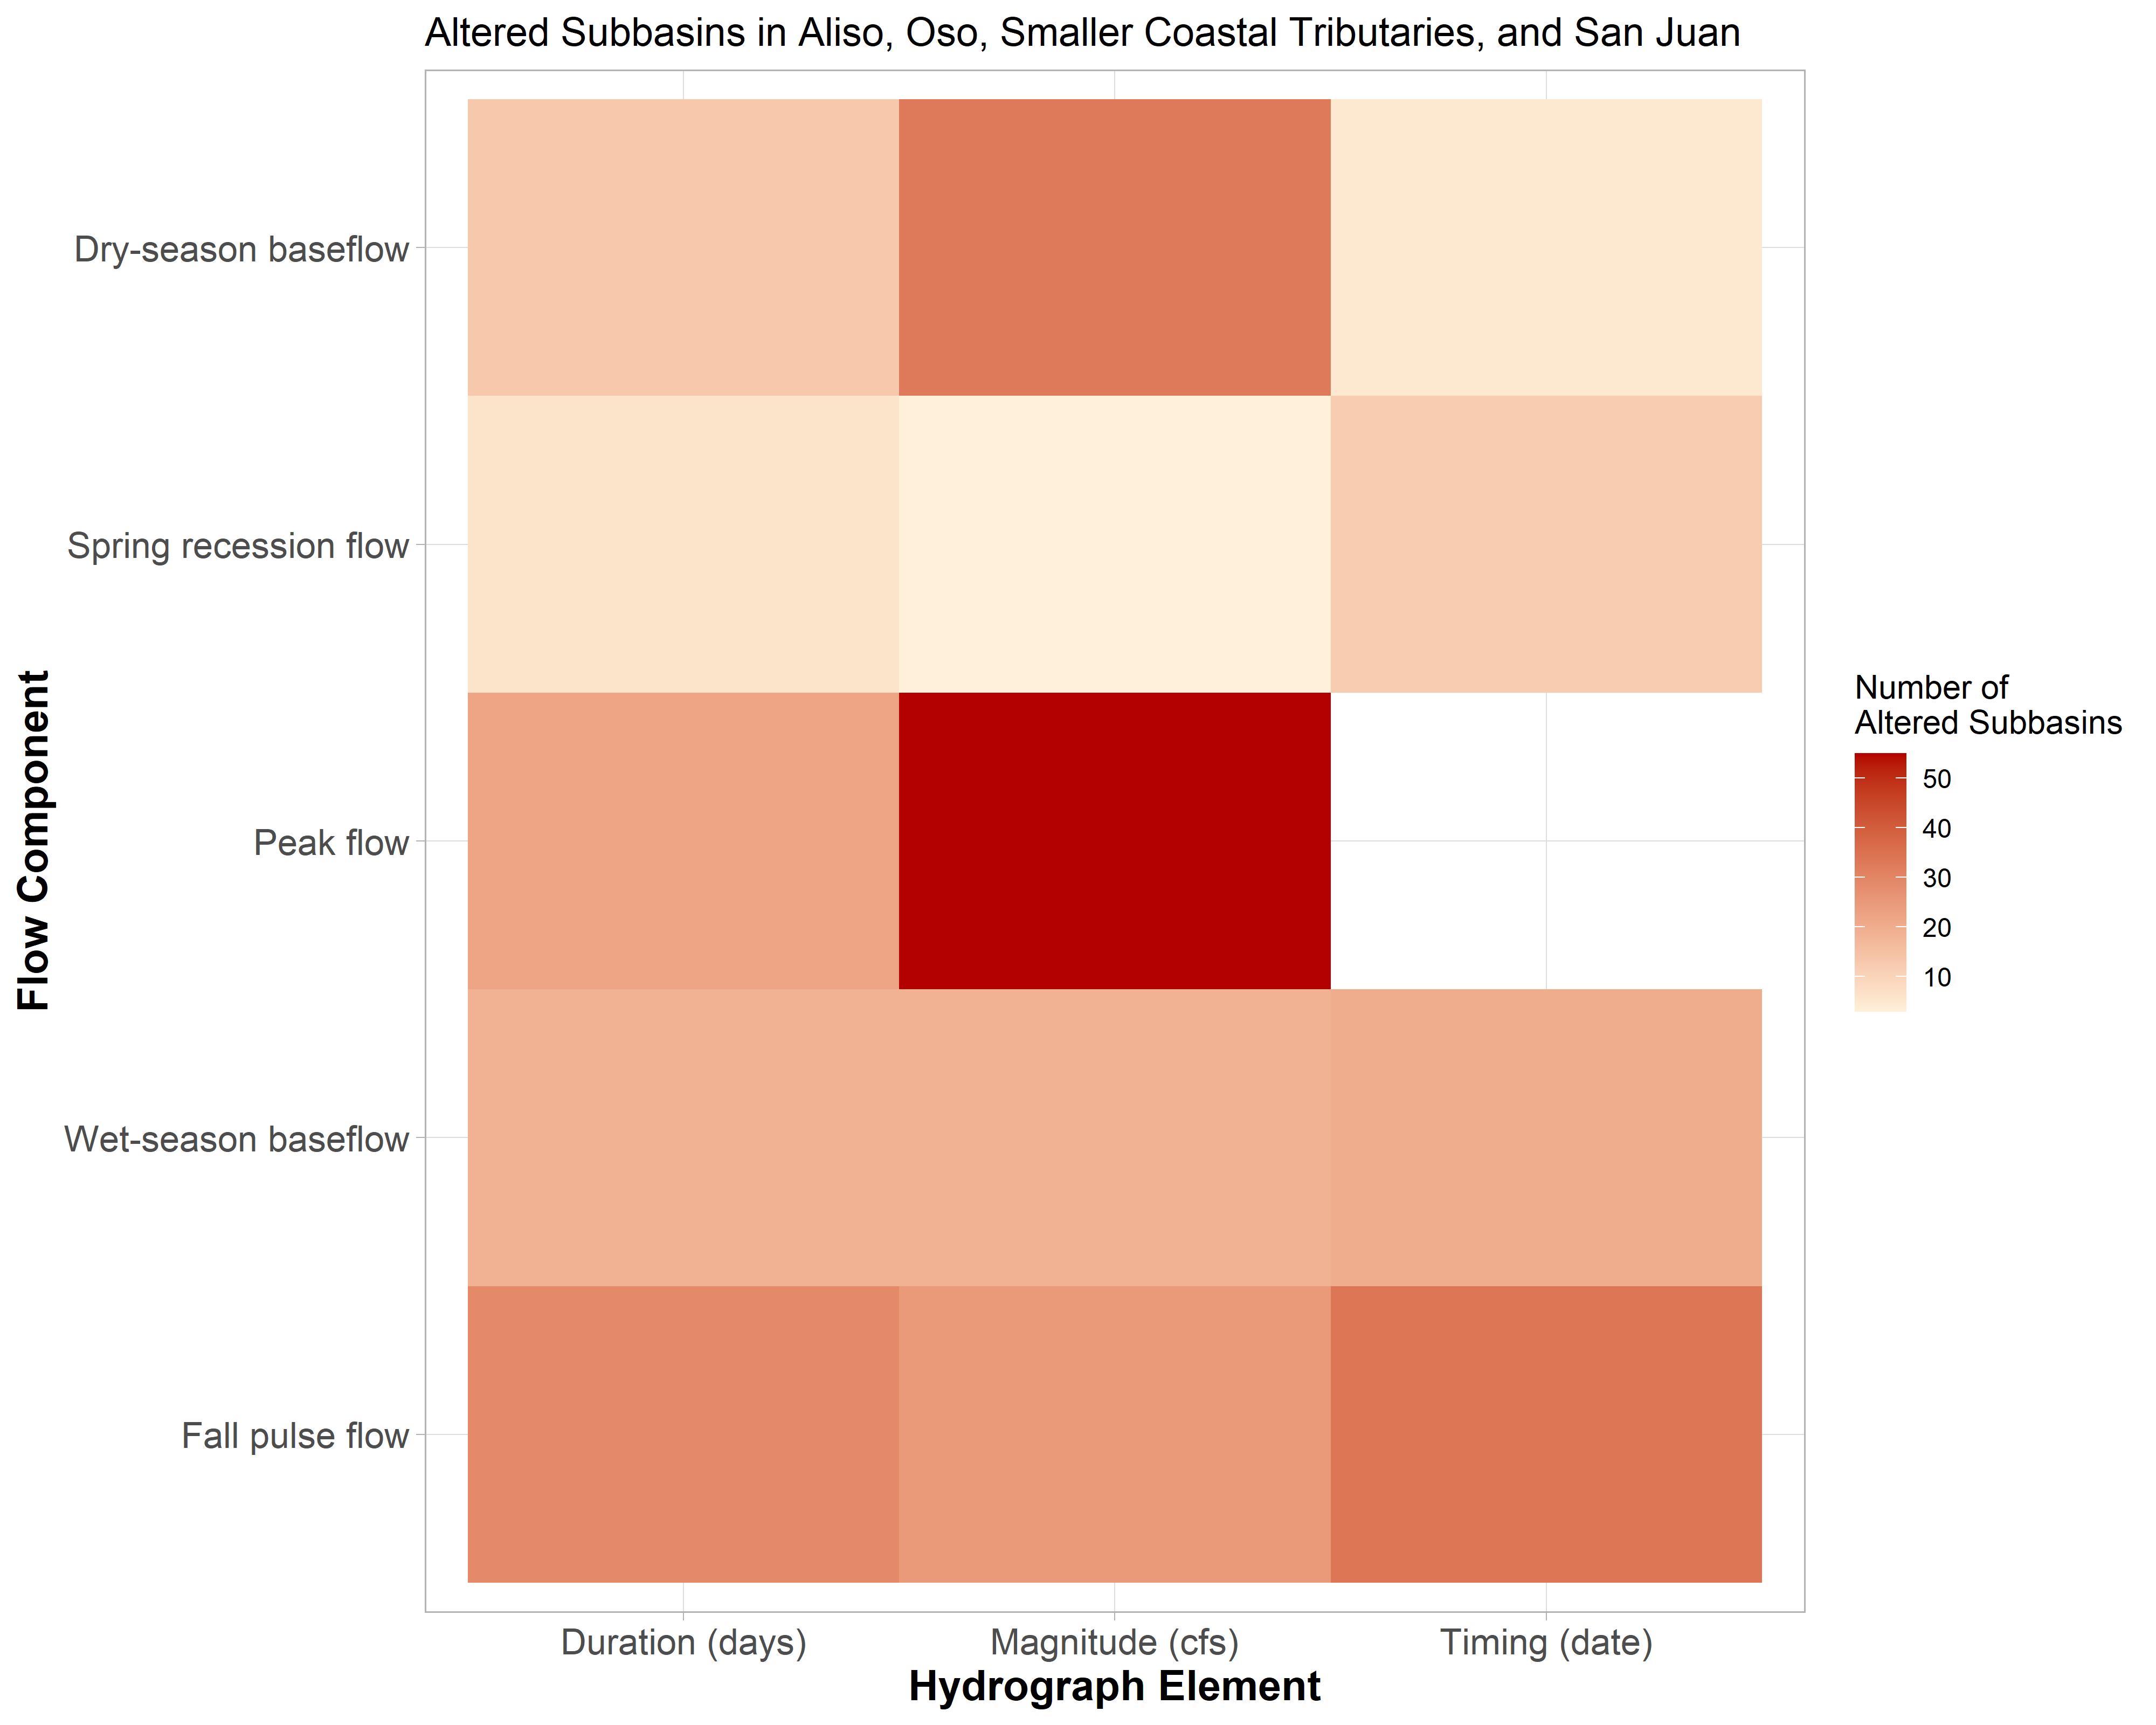 Altered Subbasins in Aliso, Oso, Smaller Coastal Tributaries, and San Juan
Flow Component
Dry-season baseflow
Spring recession flow
Peak flow
Wet-season baseflow
Fall pulse flow
Duration (days)
Magnitude (cfs)
Timing (date)
Hydrograph Element
Number of
Altered Subbasins
50
40
30
20
10